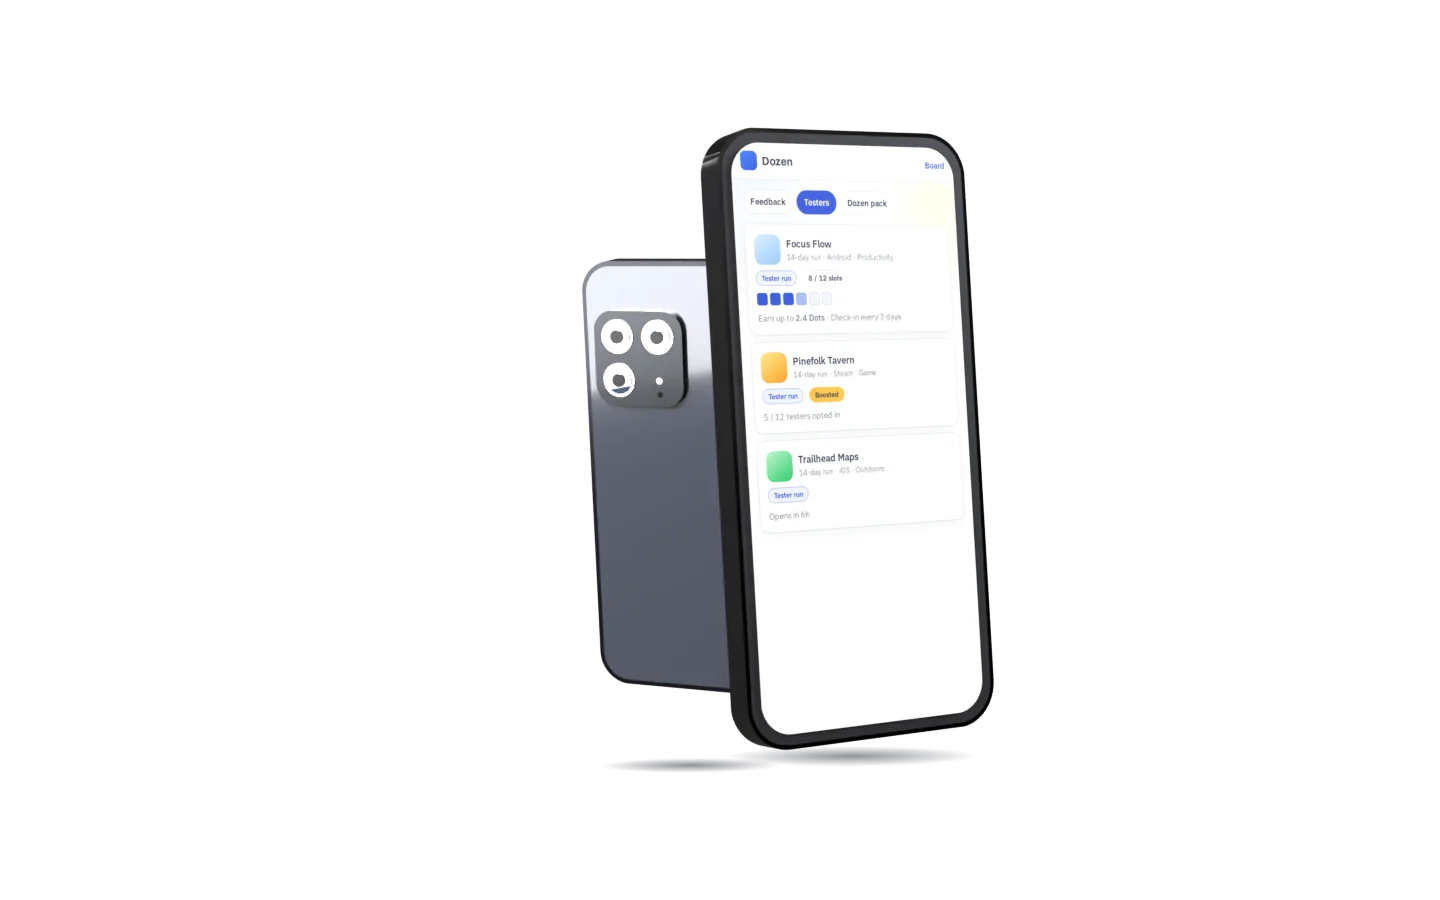 Dozen
Board
Feedback
Testers
Dozen pack
Focus Flow
14-day run · Android · Productivity
Tester run
8 / 12 slots
Earn up to 2.4 Dots · Check-in every 3 days
Pinefolk Tavern
14-day run · Steam · Game
Tester run
Boosted
5 / 12 testers opted in
Trailhead Maps
14-day run · iOS · Outdoors
Tester run
Opens in 6h